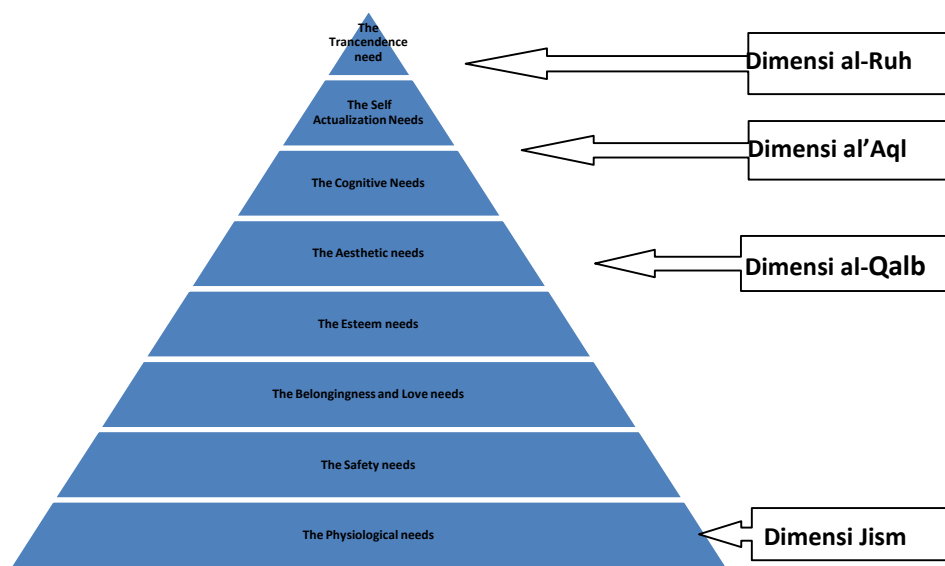 The
Trancendence
need
Dimensi al-Ruh
The Self
Actualization Needs
Dimensi al’Aql
The Cognitive Needs
The Aesthetic needs
Dimensi al-Qalb
The Esteem needs
The Belongingness and Love needs
The Safety needs
The Physiological needs
Dimensi Jism